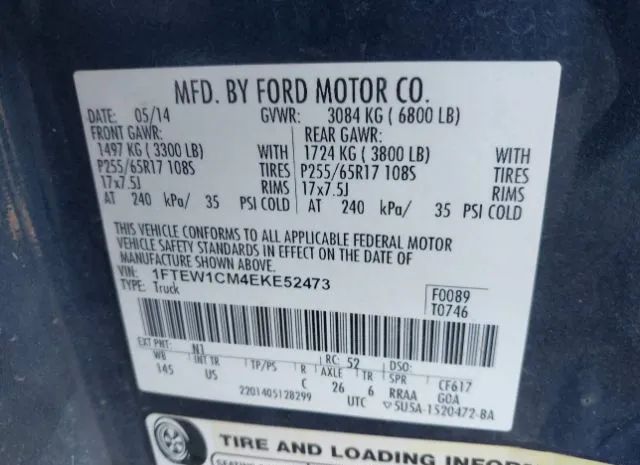 MFD. BY FORD MOTOR CO.
DATE: 05/14 GVWR: 3084 KG ( 6800 LB)
FRONT GAWR: REAR GAWR:
1497 KG ( 3300 LB) WITH 1724 KG ( 3800 LB) WITH
P255/65R17 108S TIRES P255/65R17 108S TIRES
17x7.5J RIMS 17x7.5J RIMS
AT 240 kPa/ 35 PSI COLD AT 240 kPa/ 35 PSI COLD
THIS VEHICLE CONFORMS TO ALL APPLICABLE FEDERAL MOTOR
VEHICLE SAFETY STANDARDS IN EFFECT ON THE DATE OF
MANUFACTURE SHOWN ABOVE.
VIN: 1FTEW1CM4EKE52473
TYPE: Truck
F0089
T0746
EXT PNT: N1 RC: 52 DSO:
WB INT TR TP/PS R AXLE TR SPR CF617
145 US C 26 6 RRAA GOA
2201405128299 UTC 5U5A-1520472-BA
TIRE AND LOADING